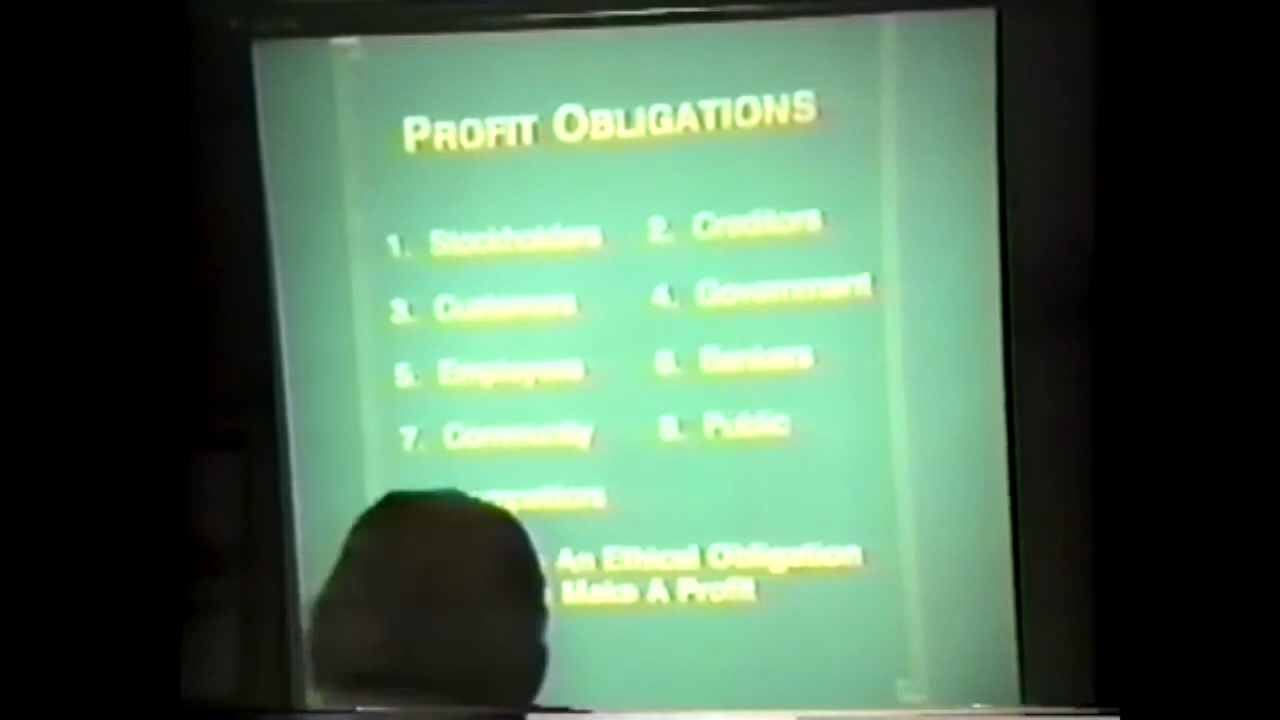 PROFIT OBLIGATIONS
1. Stockholders 2. Creditors
3. Customers 4. Government
5. Employees 6. Bankers
7. Community 8. Public
An Ethical Obligation
Make A Profit